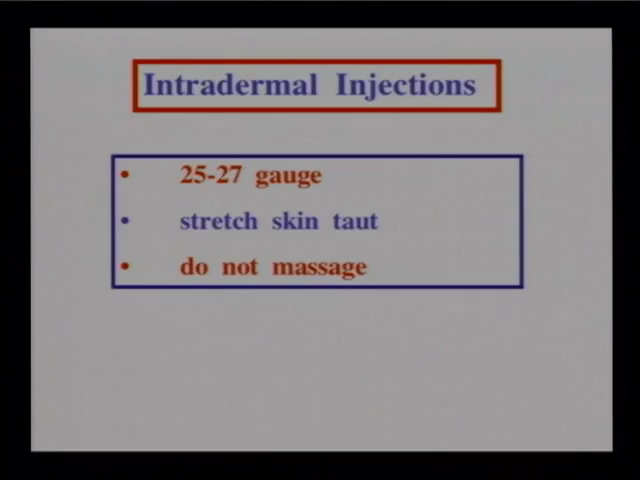 Intradermal Injections
• 25-27 gauge
• stretch skin taut
• do not massage